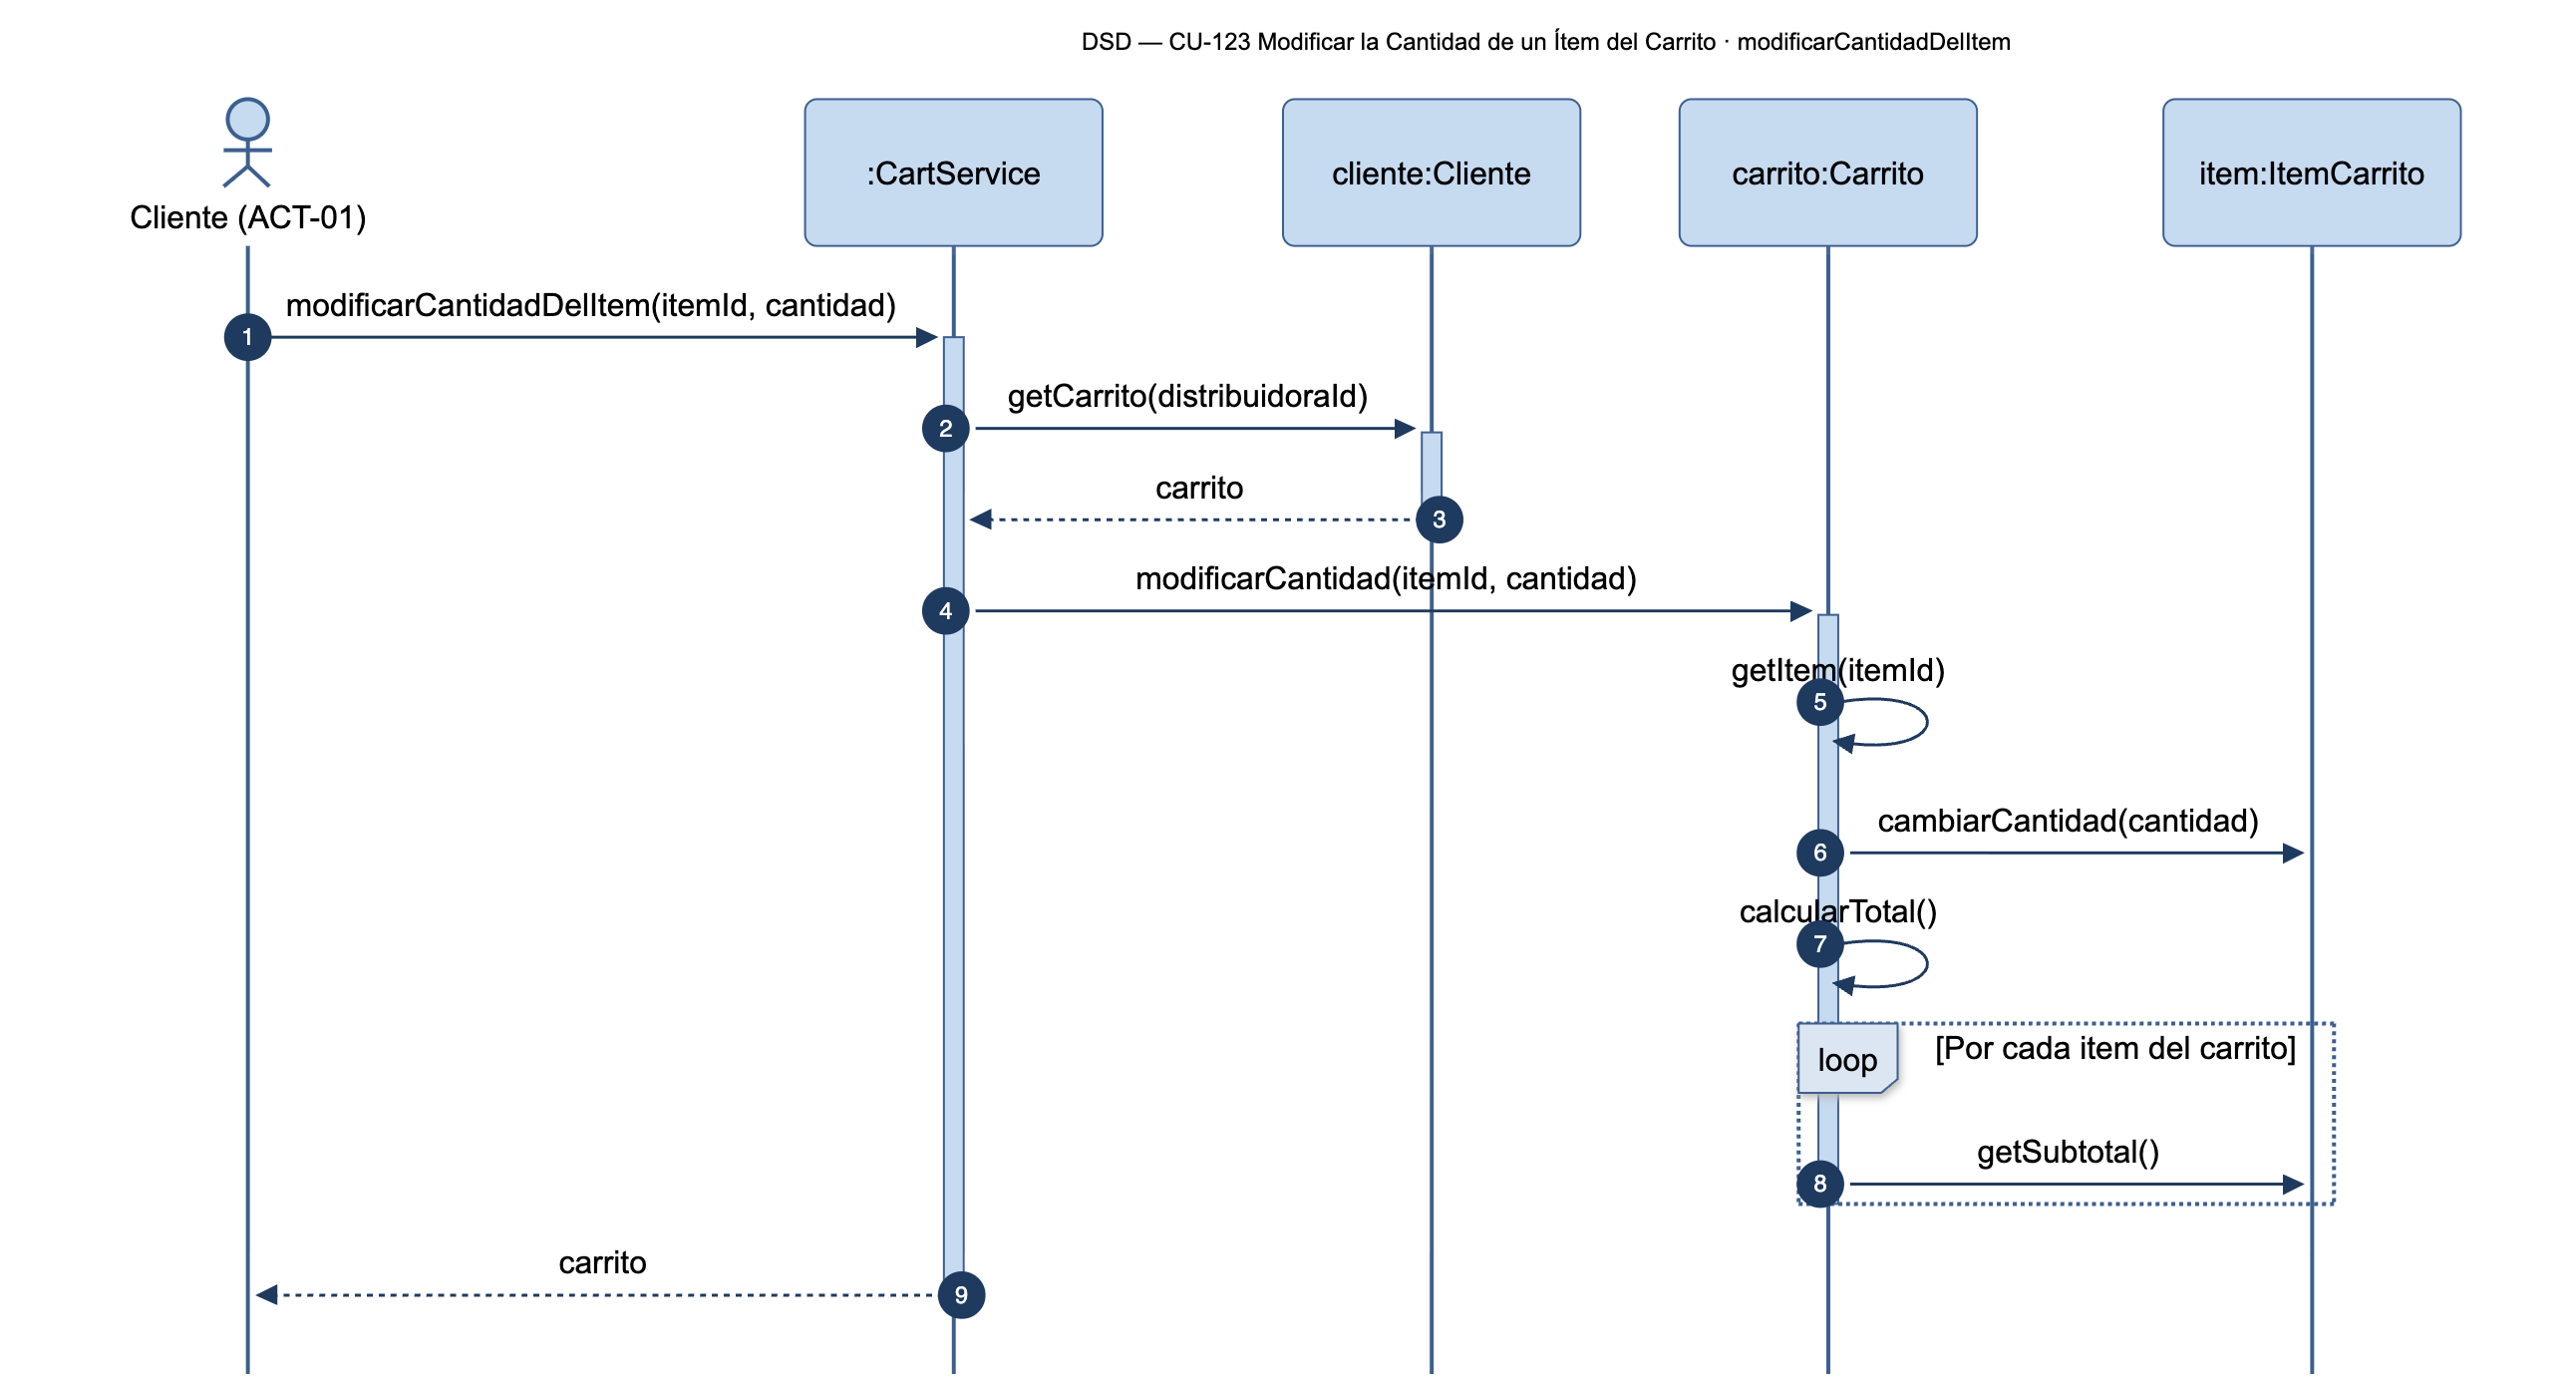 DSD — CU-123 Modificar la Cantidad de un Ítem del Carrito · modificarCantidadDelItem
Cliente (ACT-01)
:CartService
cliente:Cliente
carrito:Carrito
item:ItemCarrito
modificarCantidadDelItem(itemId, cantidad)
1
getCarrito(distribuidoraId)
2
carrito
3
modificarCantidad(itemId, cantidad)
4
getItem(itemId)
5
cambiarCantidad(cantidad)
6
calcularTotal()
7
loop
[Por cada item del carrito]
getSubtotal()
8
carrito
9